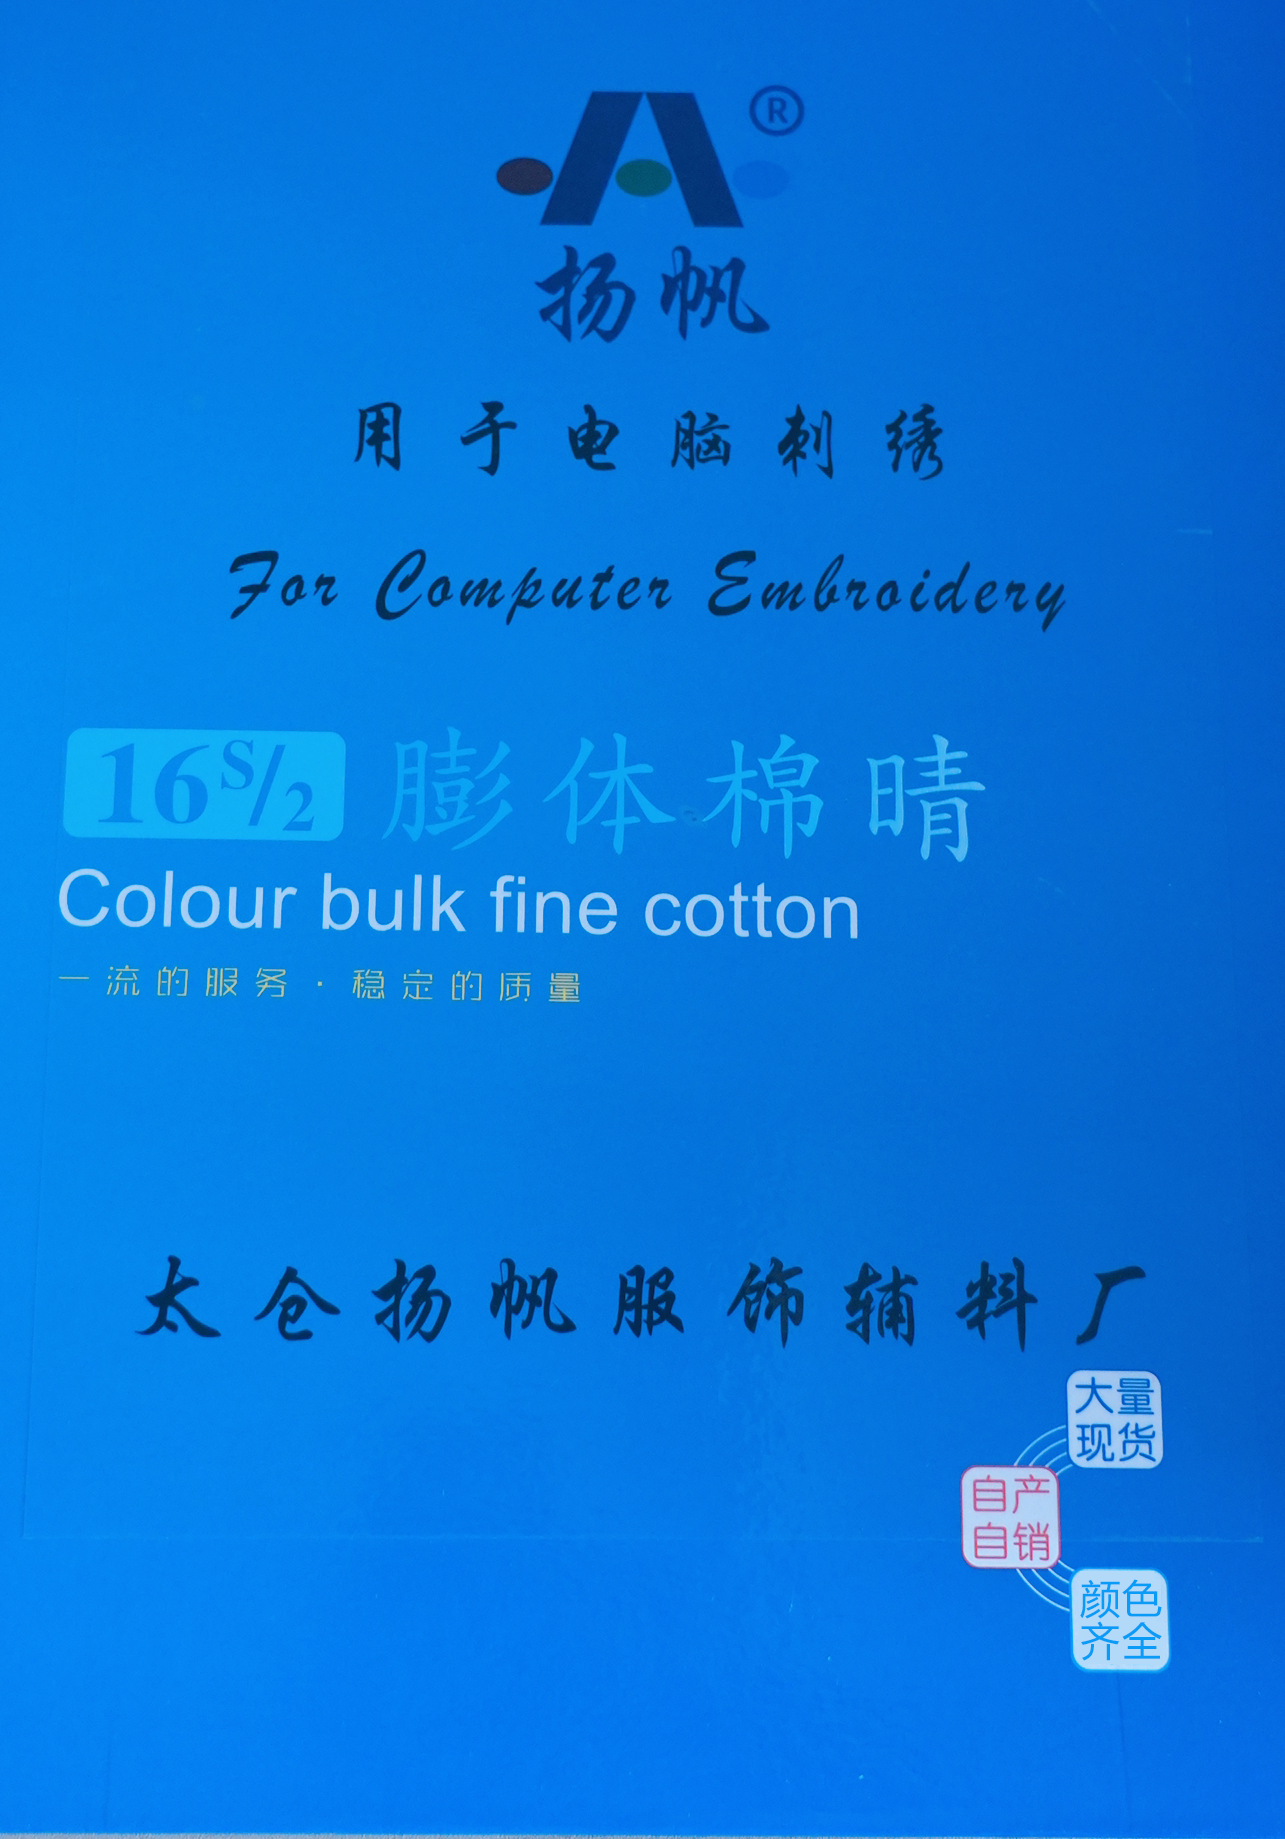 ®
扬帆
用于电脑刺绣
For Computer Embroidery
16S/2 膨体棉晴
Colour bulk fine cotton
一流的服务·稳定的质量
太仓扬帆服饰辅料厂
大量
现货
自产
自销
颜色
齐全